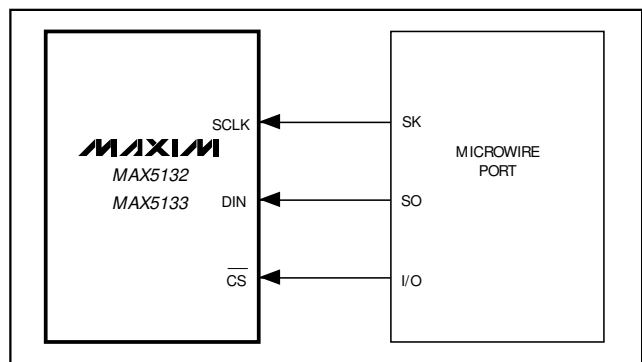 MAXIM
MAX5132
MAX5133
SCLK
DIN
CS
SK
SO
I/O
MICROWIRE
PORT